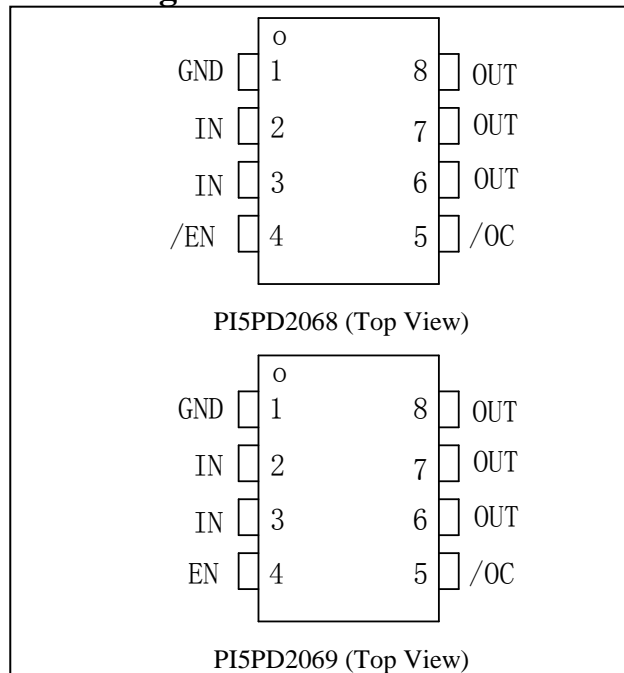 o
GND 1 8 OUT
IN 2 7 OUT
IN 3 6 OUT
/EN 4 5 /OC
PI5PD2068 (Top View)
o
GND 1 8 OUT
IN 2 7 OUT
IN 3 6 OUT
EN 4 5 /OC
PI5PD2069 (Top View)